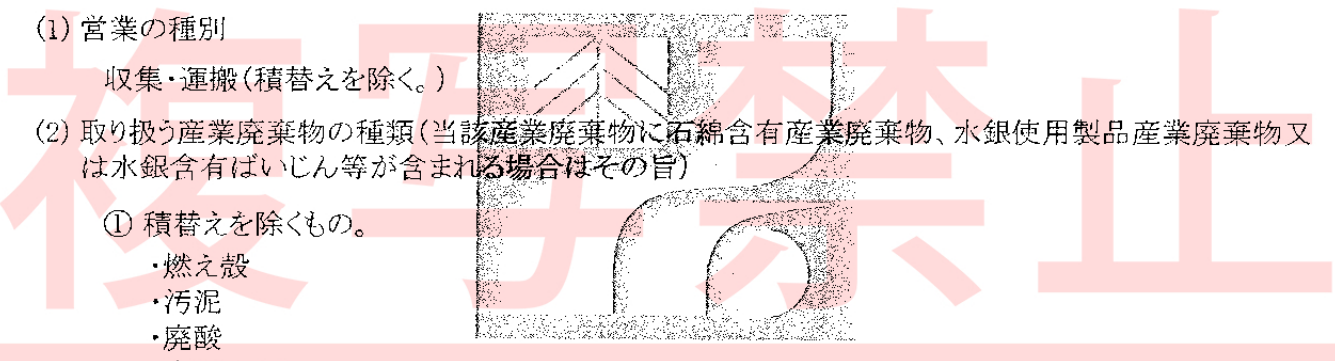 (1) 営業の種別
収集・運搬(積替えを除く。)
(2) 取り扱う産業廃棄物の種類(当該産業廃棄物に石綿含有産業廃棄物、水銀使用製品産業廃棄物又
は水銀含有ばいじん等が含まれる場合はその旨)
① 積替えを除くもの。
・燃え殻
・汚泥
・廃酸
複写禁止